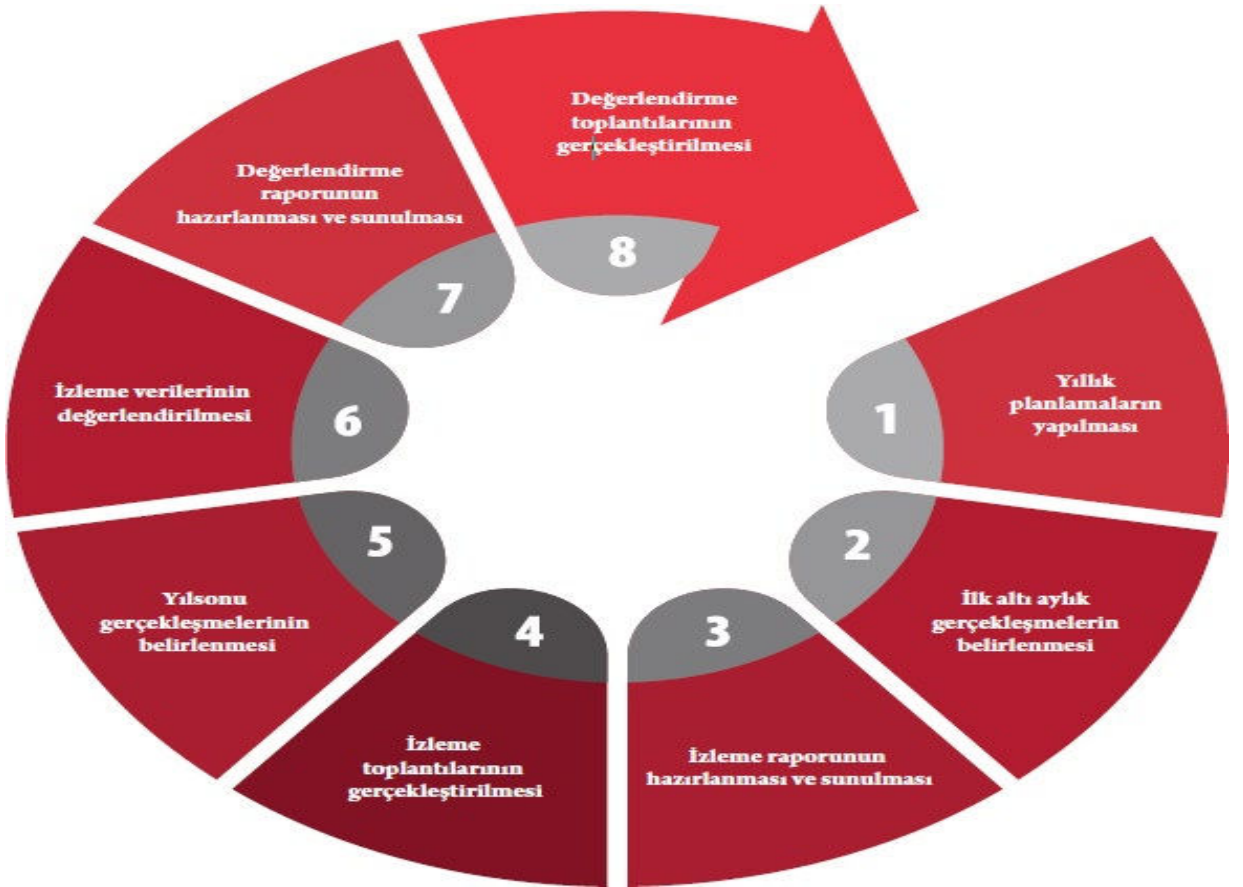 1
Yıllık
planlamaların
yapılması
2
İlk altı aylık
gerçekleşmelerin
belirlenmesi
3
İzleme raporunun
hazırlanması ve sunulması
4
İzleme
toplantılarının
gerçekleştirilmesi
5
Yılsonu
gerçekleşmelerinin
belirlenmesi
6
İzleme verilerinin
değerlendirilmesi
7
Değerlendirme
raporunun
hazırlanması ve sunulması
8
Değerlendirme
toplantılarının
gerçekleştirilmesi